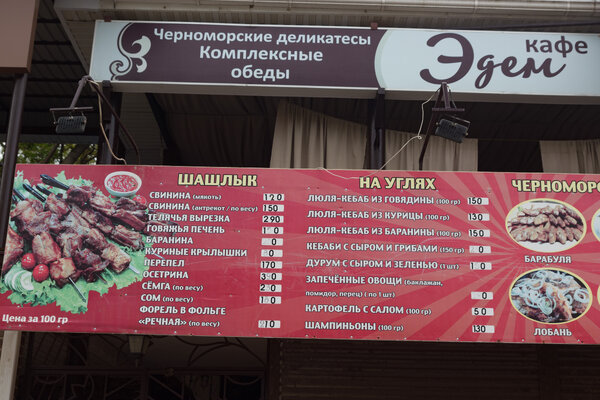 Черноморские деликатесы
Комплексные
обеды
кафе
Эдем
ШАШЛЫК
СВИНИНА (мякоть) 120
СВИНИНА (антрекот / по весу) 150
ТЕЛЯЧЬЯ ВЫРЕЗКА 290
ГОВЯЖЬЯ ПЕЧЕНЬ
БАРАНИНА
КУРИНЫЕ КРЫЛЫШКИ
ПЕРЕПЕЛ 170
ОСЕТРИНА
СЁМГА (по весу)
СОМ (по весу)
ФОРЕЛЬ В ФОЛЬГЕ
«РЕЧНАЯ» (по весу)
Цена за 100 гр
НА УГЛЯХ
ЛЮЛЯ-КЕБАБ ИЗ ГОВЯДИНЫ (100 гр) 150
ЛЮЛЯ-КЕБАБ ИЗ КУРИЦЫ (100 гр) 130
ЛЮЛЯ-КЕБАБ ИЗ БАРАНИНЫ (100 гр) 150
КЕБАБИ С СЫРОМ И ГРИБАМИ (150 гр)
ДУРУМ С СЫРОМ И ЗЕЛЕНЬЮ (1 шт)
ЗАПЕЧЁННЫЕ ОВОЩИ (баклажан,
помидор, перец) ( по 1 шт)
КАРТОФЕЛЬ С САЛОМ (100 гр) 50
ШАМПИНЬОНЫ (100 гр) 130
ЧЕРНОМОРС
БАРАБУЛЯ
ЛОБАНЬ